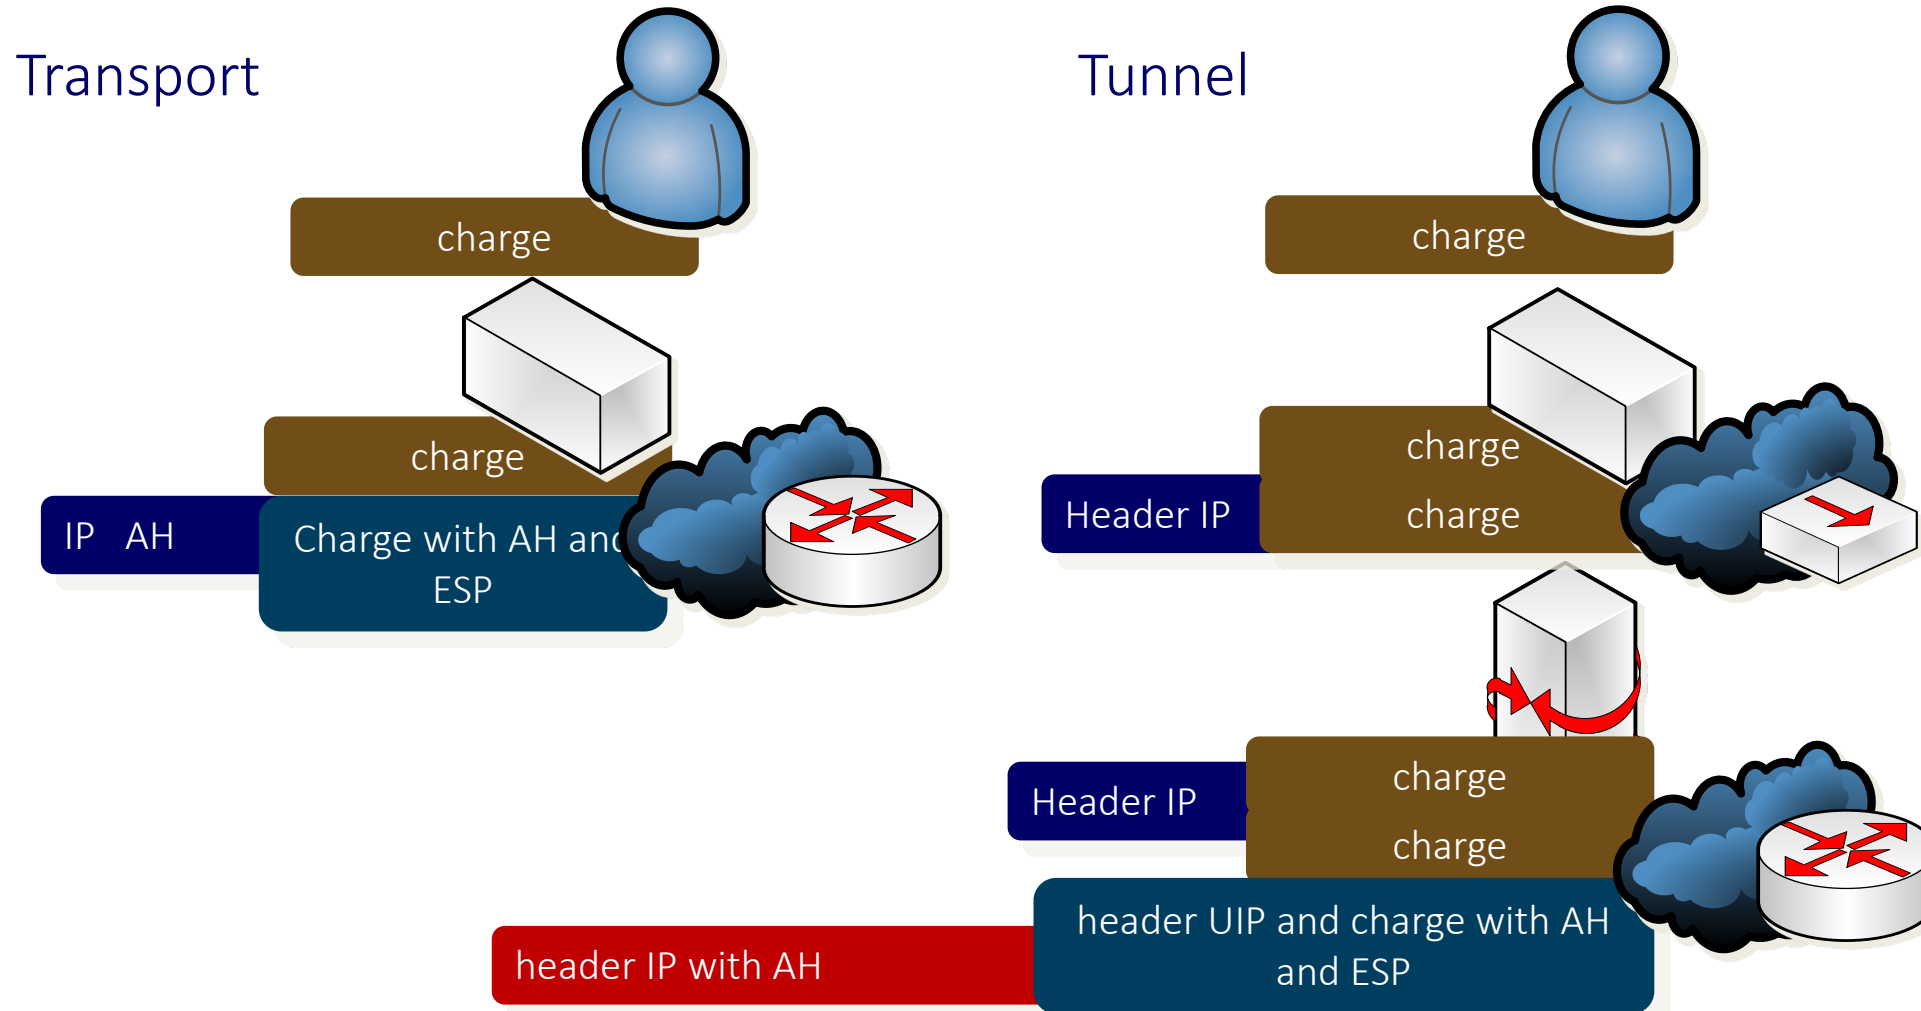 Transport
charge
charge
IP AH
Charge with AH and
ESP
Tunnel
charge
charge
Header IP
charge
charge
Header IP
charge
header UIP and charge with AH
and ESP
header IP with AH